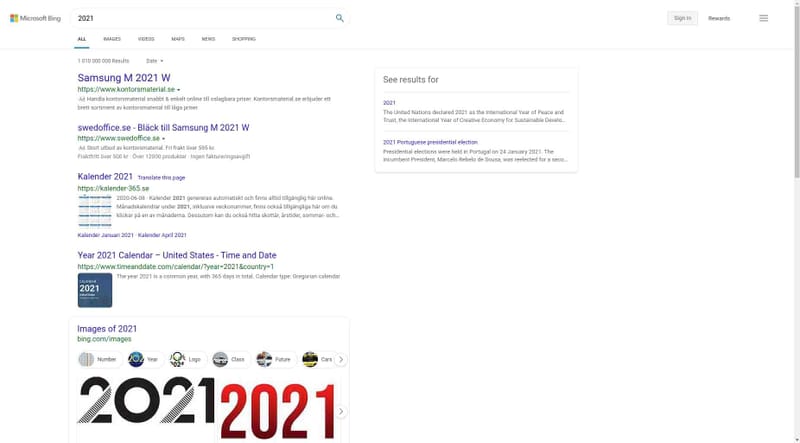 Microsoft Bing
2021
Sign in
Rewards
ALL
IMAGES
VIDEOS
MAPS
NEWS
SHOPPING
1 010 000 000 Results
Date
Samsung M 2021 W
https://www.kontorsmaterial.se
Ad Handla kontorsmaterial snabbt & enkelt online till oslagbara priser. Kontorsmaterial.se erbjuder ett
brett sortiment av kontorsmaterial till låga priser
swedoffice.se - Bläck till Samsung M 2021 W
https://www.swedoffice.se
Ad Stort utbud av kontorsmaterial. Fri frakt över 595 kr.
Fraktfritt över 500 kr · Över 12000 produkter · Ingen faktureringsavgift
Kalender 2021 Translate this page
https://kalender-365.se
2020-06-08 · Kalender 2021 genereras automatiskt och finns alltid tillgänglig här online.
Månadskalendrar under 2021, inklusive veckonummer, finns också tillgängliga här om du
klickar på en av månaderna. Dessutom kan du också hitta skottår, årstider, sommar- och...
Kalender Januari 2021 · Kalender April 2021
Year 2021 Calendar – United States - Time and Date
https://www.timeanddate.com/calendar/?year=2021&country=1
CALENDAR
2021
The year 2021 is a common year, with 365 days in total. Calendar type: Gregorian calendar
Images of 2021
bing.com/images
Number
Year
Logo
Class
Future
Cars
2021
2021
See results for
2021
The United Nations declared 2021 as the International Year of Peace and
Trust, the International Year of Creative Economy for Sustainable Develo...
2021 Portuguese presidential election
Presidential elections were held in Portugal on 24 January 2021. The
incumbent President, Marcelo Rebelo de Sousa, was reelected for a seco...